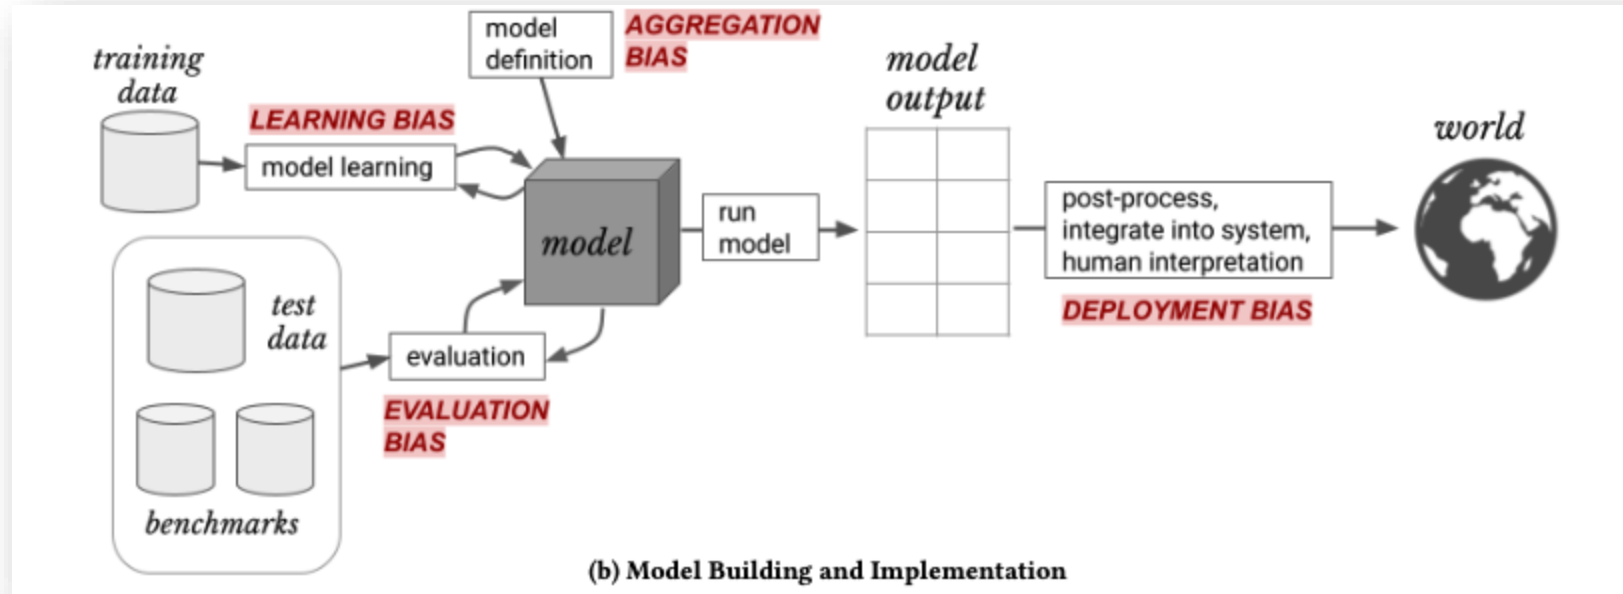 training
data
LEARNING BIAS
model learning
model
definition
AGGREGATION
BIAS
model
test
data
benchmarks
evaluation
EVALUATION
BIAS
run
model
model
output
post-process,
integrate into system,
human interpretation
DEPLOYMENT BIAS
world
(b) Model Building and Implementation